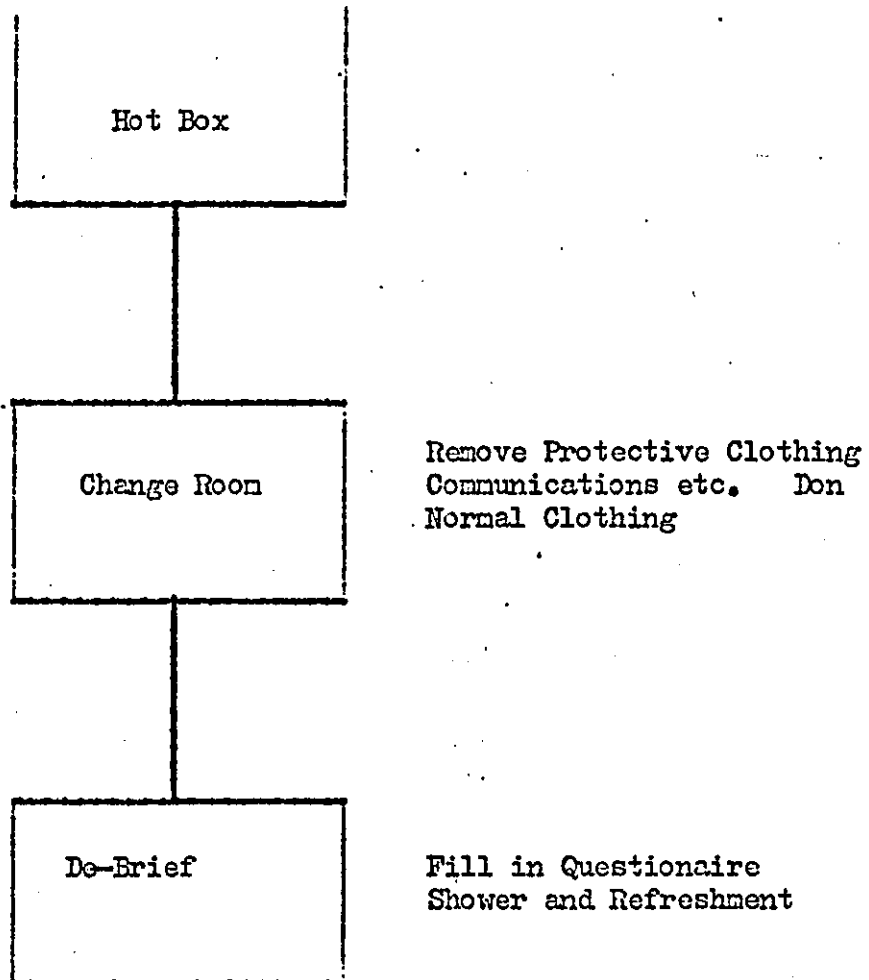 Hot Box
Change Room
Remove Protective Clothing
Communications etc. Don
Normal Clothing
De-Brief
Fill in Questionaire
Shower and Refreshment